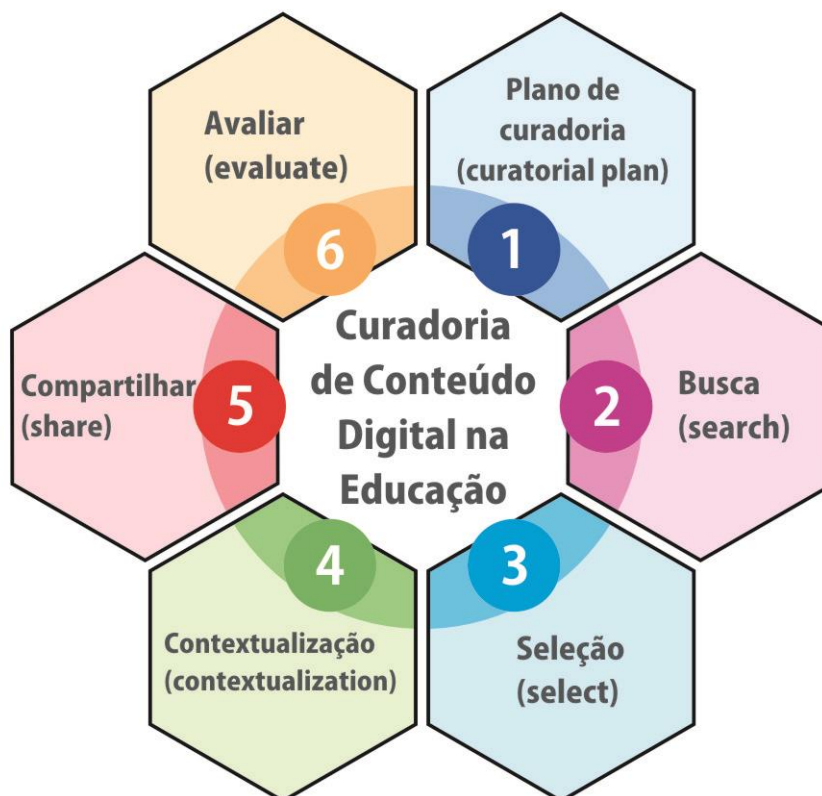 Curadoria
de Conteúdo
Digital na
Educação
1
Plano de
curadoria
(curatorial plan)
2
Busca
(search)
3
Seleção
(select)
4
Contextualização
(contextualization)
5
Compartilhar
(share)
6
Avaliar
(evaluate)